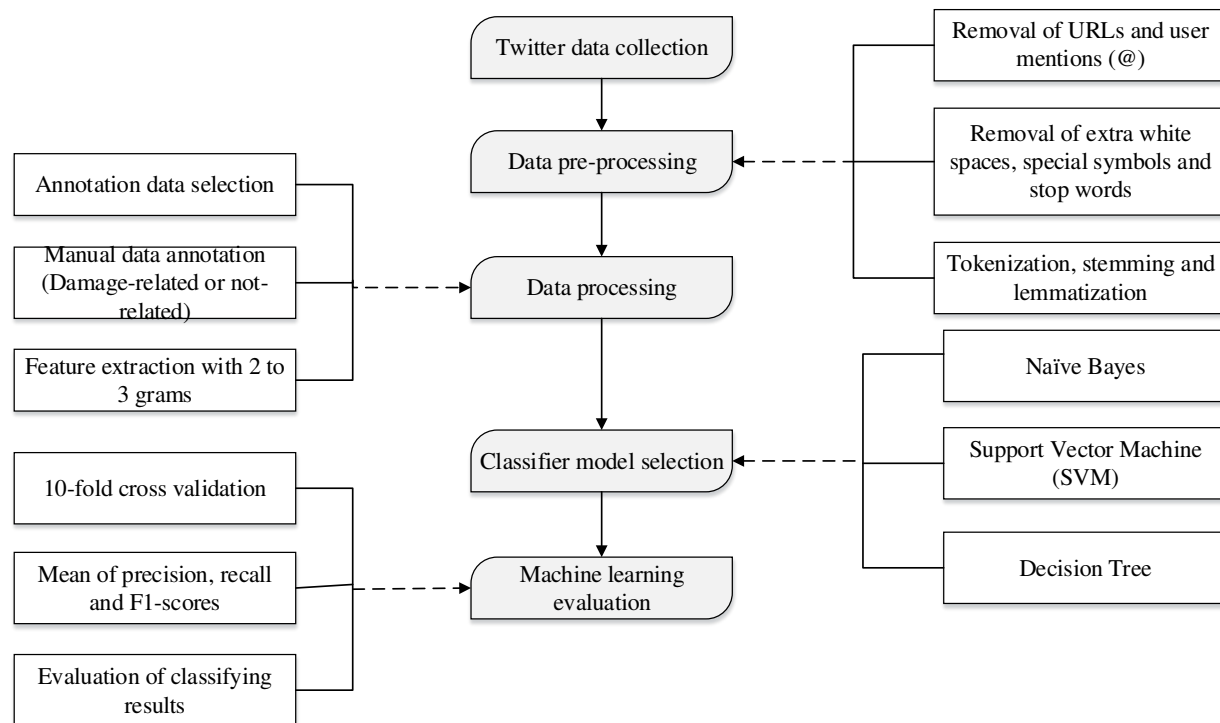 Twitter data collection
Removal of URLs and user
mentions (@)
Data pre-processing
Removal of extra white
spaces, special symbols and
stop words
Tokenization, stemming and
lemmatization
Annotation data selection
Manual data annotation
(Damage-related or not-
related)
Feature extraction with 2 to
3 grams
Data processing
Classifier model selection
Naïve Bayes
Support Vector Machine
(SVM)
Decision Tree
10-fold cross validation
Mean of precision, recall
and F1-scores
Evaluation of classifying
results
Machine learning
evaluation